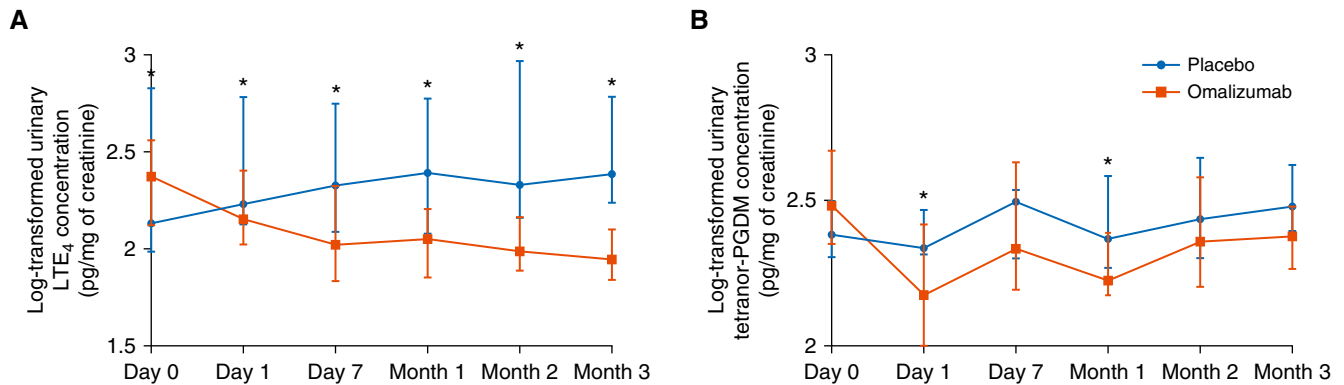 A
Log-transformed urinary
LTE4 concentration
(pg/mg of creatinine)
3
2.5
2
1.5
* * * * * *
Day 0 Day 1 Day 7 Month 1 Month 2 Month 3
B
Log-transformed urinary
tetranor-PGDM concentration
(pg/mg of creatinine)
3
2.5
2
* *
Placebo
Omalizumab
Day 0 Day 1 Day 7 Month 1 Month 2 Month 3